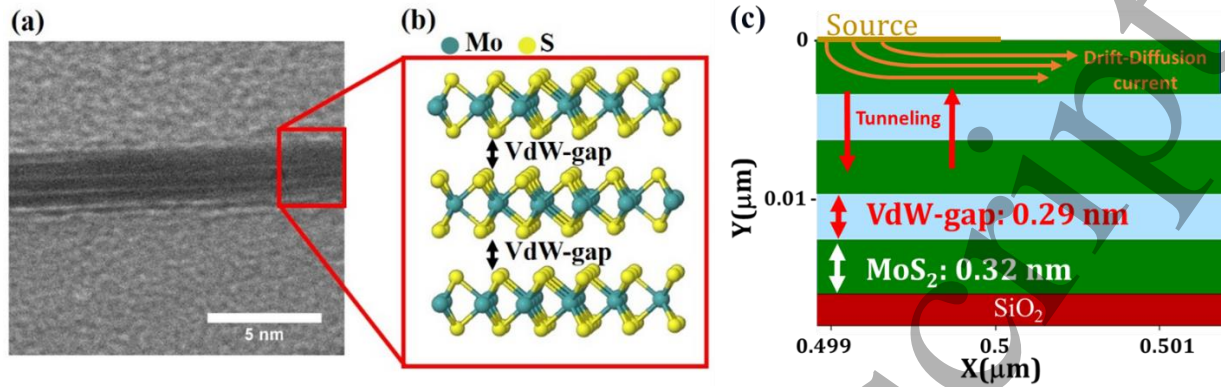 (a)
5 nm
(b)
Mo S
VdW-gap
VdW-gap
(c)
Source
0
Drift-Diffusion
current
Tunneling
0.01
VdW-gap: 0.29 nm
MoS₂: 0.32 nm
SiO₂
Y(μm)
0.499 0.5 0.501
X(μm)
script